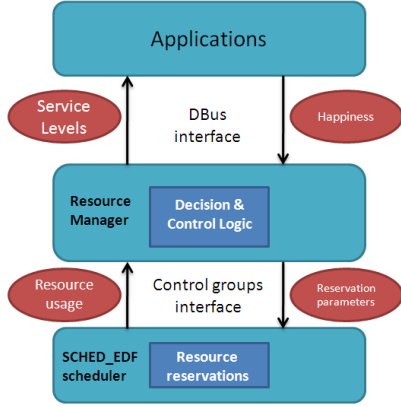 Applications
Service
Levels
DBus
interface
Happiness
Resource
Manager
Decision &
Control Logic
Resource
usage
Control groups
interface
Reservation
parameters
SCHED_EDF
scheduler
Resource
reservations